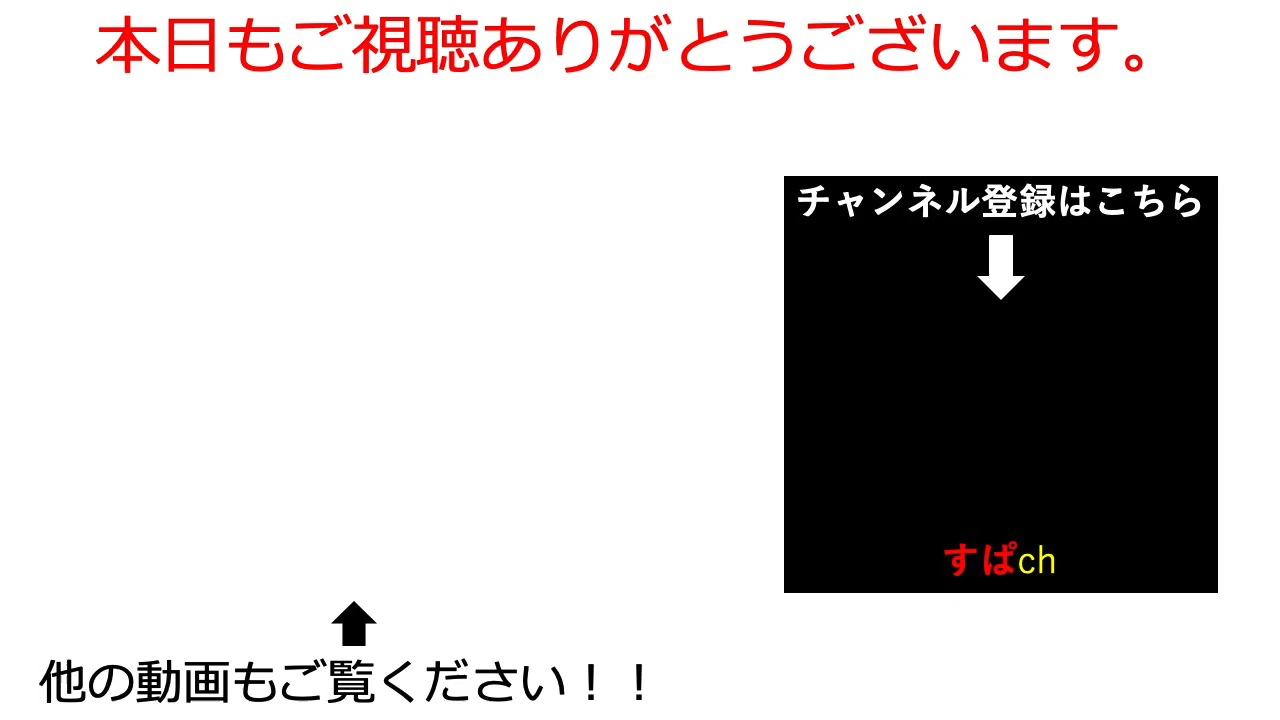 本日もご視聴ありがとうございます。
チャンネル登録はこちら
すぱch
他の動画もご覧ください！！